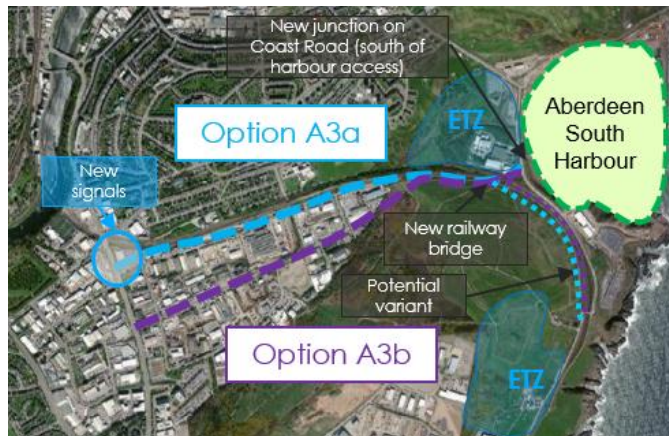 New junction on
Coast Road (south of
harbour access)
Aberdeen
South
Harbour
ETZ
Option A3a
New
signals
New railway
bridge
Potential
variant
Option A3b
ETZ